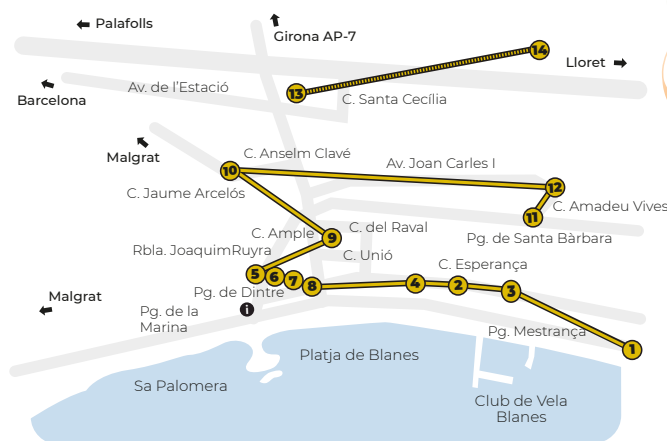 Palafolls
Girona AP-7
14
Lloret
Av. de l'Estació
13
Barcelona
C. Santa Cecília
Malgrat
C. Anselm Clavé
Av. Joan Carles I
10
12
C. Jaume Arcelós
C. Amadeu Vives
11
C. Ample
9
C. del Raval
Pg. de Santa Bàrbara
Rbla. JoaquimRuyra
C. Unió
C. Esperança
5
6
7
8
4
2
3
Pg. de Dintre
Malgrat
Pg. de la
Marina
i
Pg. Mestrança
1
Platja de Blanes
Sa Palomera
Club de Vela
Blanes